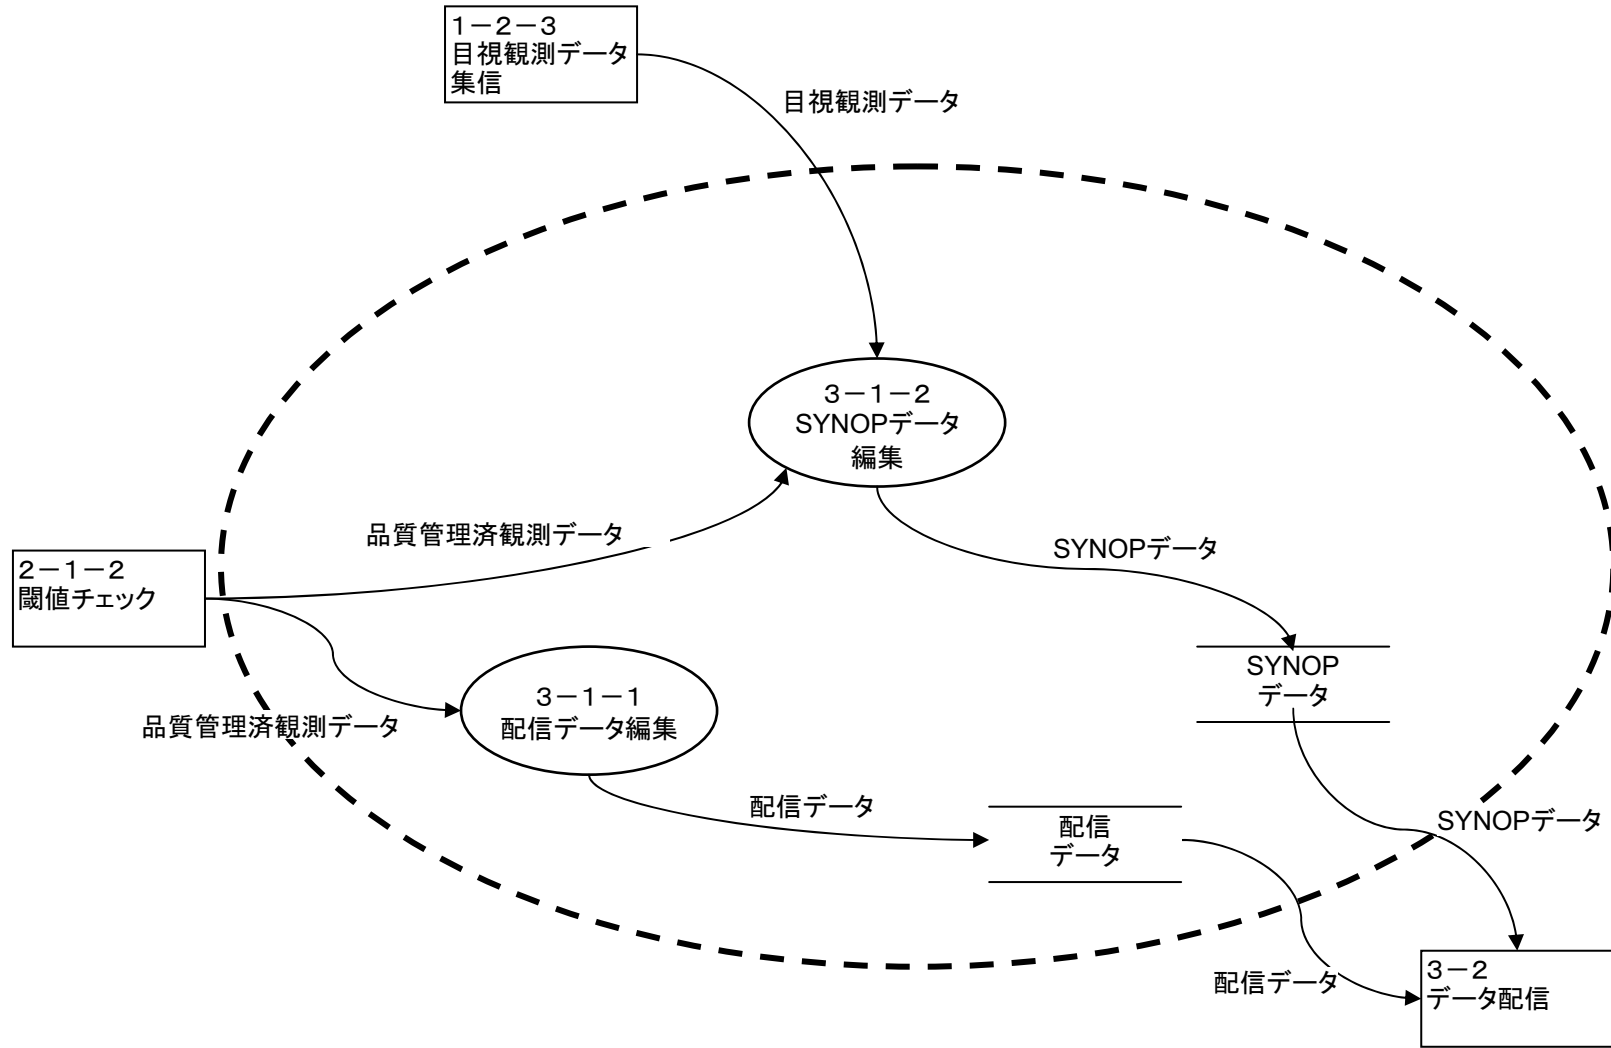 １－２－３
目視観測データ
集信
目視観測データ
３－１－２
SYNOPデータ
編集
品質管理済観測データ
SYNOPデータ
２－１－２
閾値チェック
３－１－１
配信データ編集
品質管理済観測データ
SYNOP
データ
配信データ
配信
データ
SYNOPデータ
配信データ
３－２
データ配信